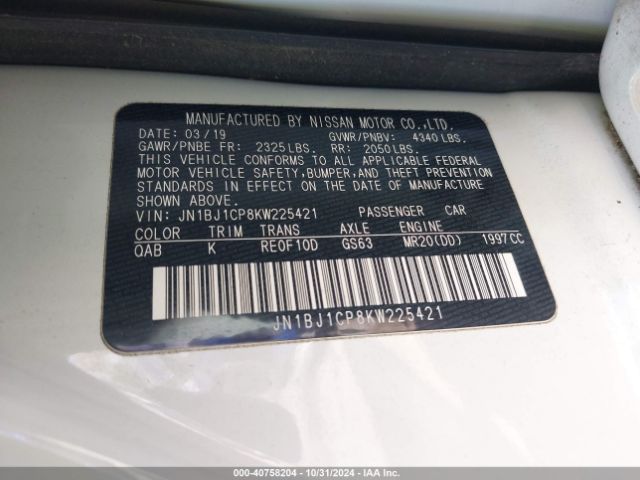 MANUFACTURED BY NISSAN MOTOR CO.,LTD.
DATE: 03/19 GVWR/PNBV: 4340 LBS.
GAWR/PNBE FR: 2325 LBS. RR: 2050 LBS.
THIS VEHICLE CONFORMS TO ALL APPLICABLE FEDERAL
MOTOR VEHICLE SAFETY, BUMPER, AND THEFT PREVENTION
STANDARDS IN EFFECT ON THE DATE OF MANUFACTURE
SHOWN ABOVE.
VIN: JN1BJ1CP8KW225421 PASSENGER CAR
COLOR TRIM TRANS AXLE ENGINE
QAB K RE0F10D GS63 MR20(DD) 1997CC
JN1BJ1CP8KW225421
000-40758204 - 10/31/2024 - IAA Inc.